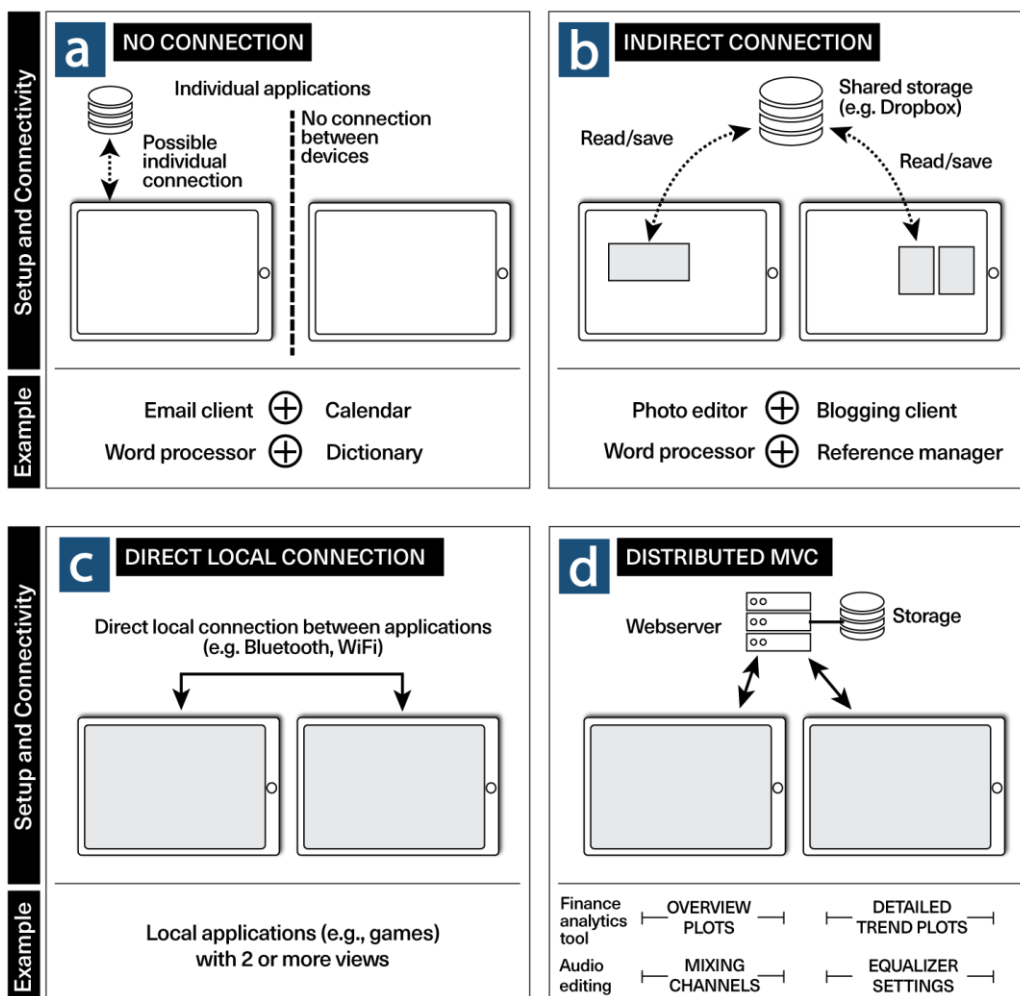 a NO CONNECTION
Setup and Connectivity
Individual applications
Possible
individual
connection
No connection
between
devices
Example
Email client + Calendar
Word processor + Dictionary
b INDIRECT CONNECTION
Shared storage
(e.g. Dropbox)
Read/save
Read/save
Photo editor + Blogging client
Word processor + Reference manager
c DIRECT LOCAL CONNECTION
Setup and Connectivity
Direct local connection between applications
(e.g. Bluetooth, WiFi)
Example
Local applications (e.g., games)
with 2 or more views
d DISTRIBUTED MVC
Webserver
Storage
Finance
analytics
tool
OVERVIEW
PLOTS
DETAILED
TREND PLOTS
Audio
editing
MIXING
CHANNELS
EQUALIZER
SETTINGS